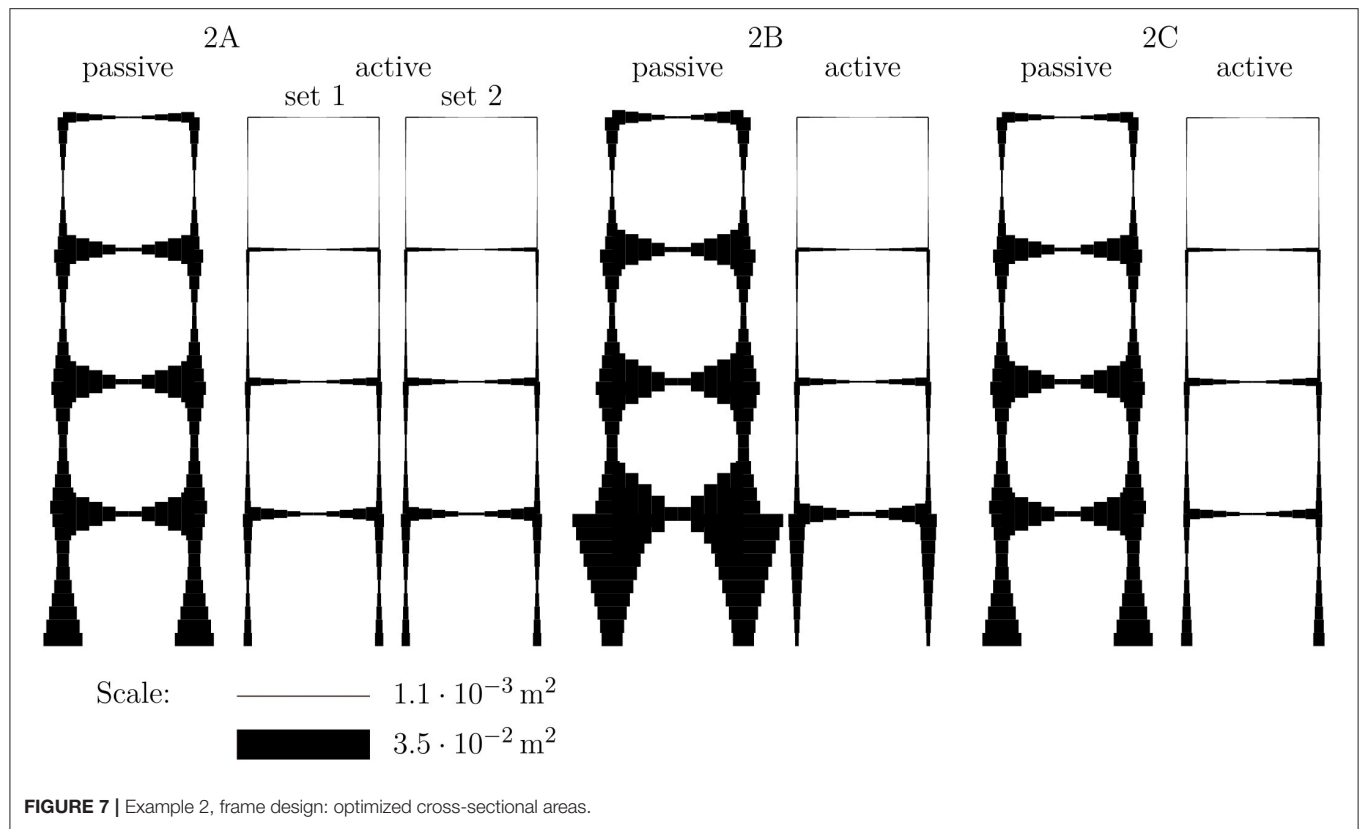 2A 2B 2C
passive active passive active passive active
set 1 set 2
Scale:
1.1 · 10⁻³ m²
3.5 · 10⁻² m²
FIGURE 7 | Example 2, frame design: optimized cross-sectional areas.